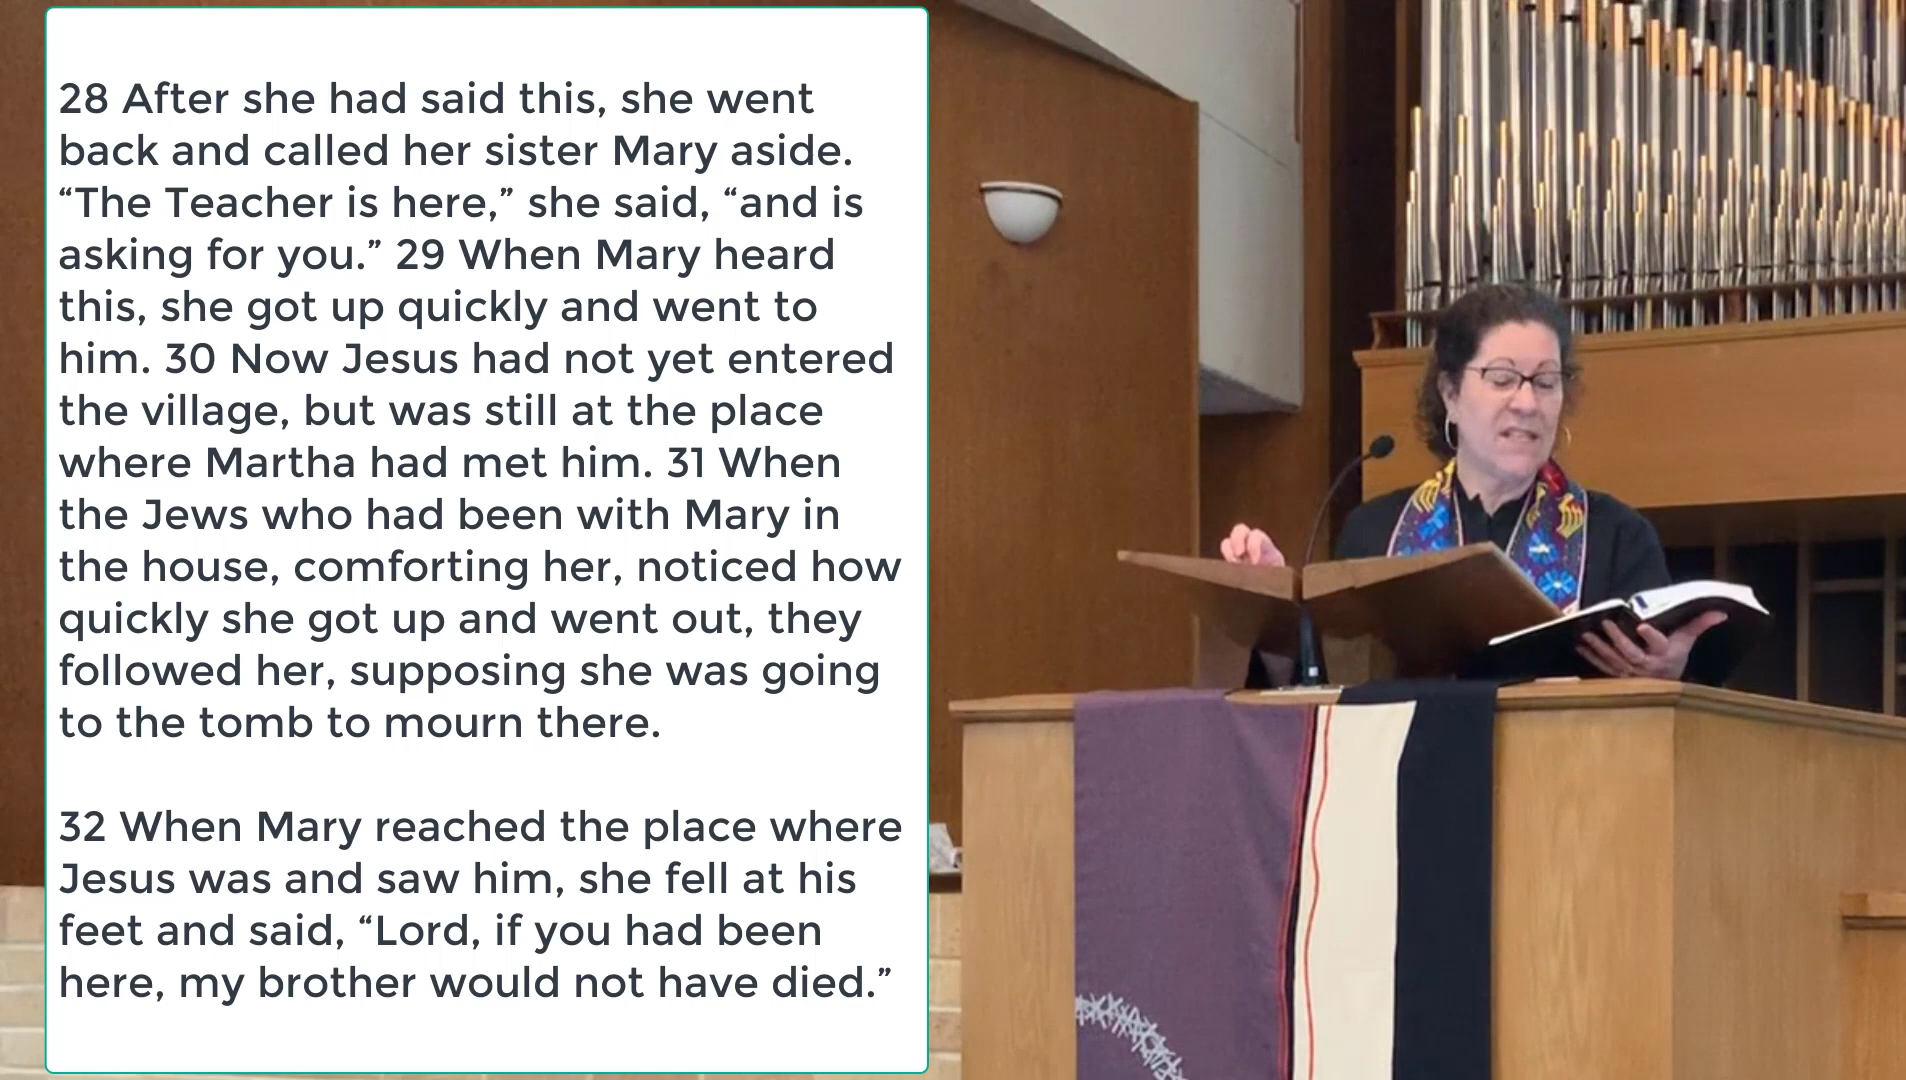 28 After she had said this, she went
back and called her sister Mary aside.
“The Teacher is here,” she said, “and is
asking for you.” 29 When Mary heard
this, she got up quickly and went to
him. 30 Now Jesus had not yet entered
the village, but was still at the place
where Martha had met him. 31 When
the Jews who had been with Mary in
the house, comforting her, noticed how
quickly she got up and went out, they
followed her, supposing she was going
to the tomb to mourn there.
32 When Mary reached the place where
Jesus was and saw him, she fell at his
feet and said, “Lord, if you had been
here, my brother would not have died.”